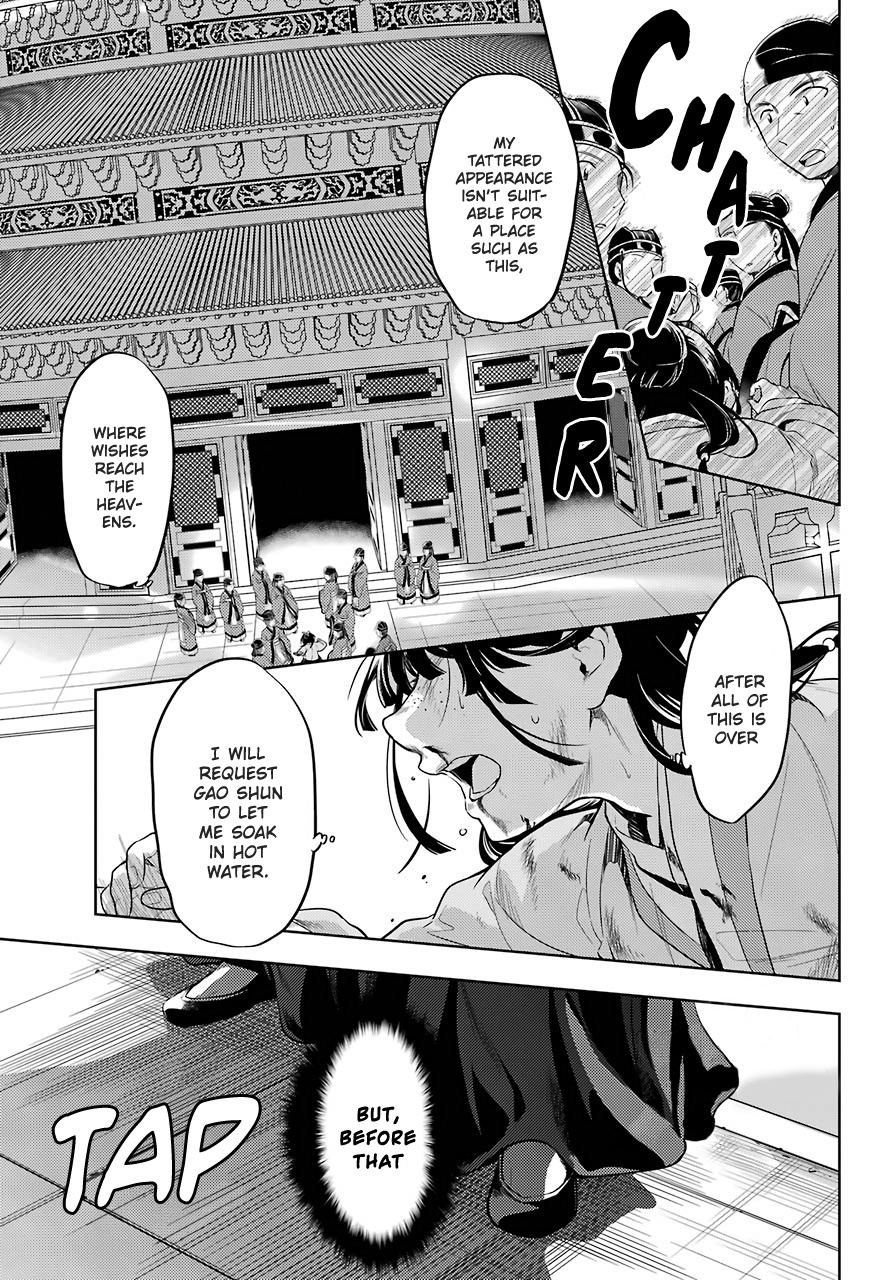 CHATTER
MY
TATTERED
APPEARANCE
ISN'T SUIT-
ABLE FOR
A PLACE
SUCH AS
THIS,
WHERE
WISHES
REACH
THE
HEAV-
ENS.
AFTER
ALL OF
THIS IS
OVER
I WILL
REQUEST
GAO SHUN
TO LET
ME SOAK
IN HOT
WATER.
BUT,
BEFORE
THAT
TAP